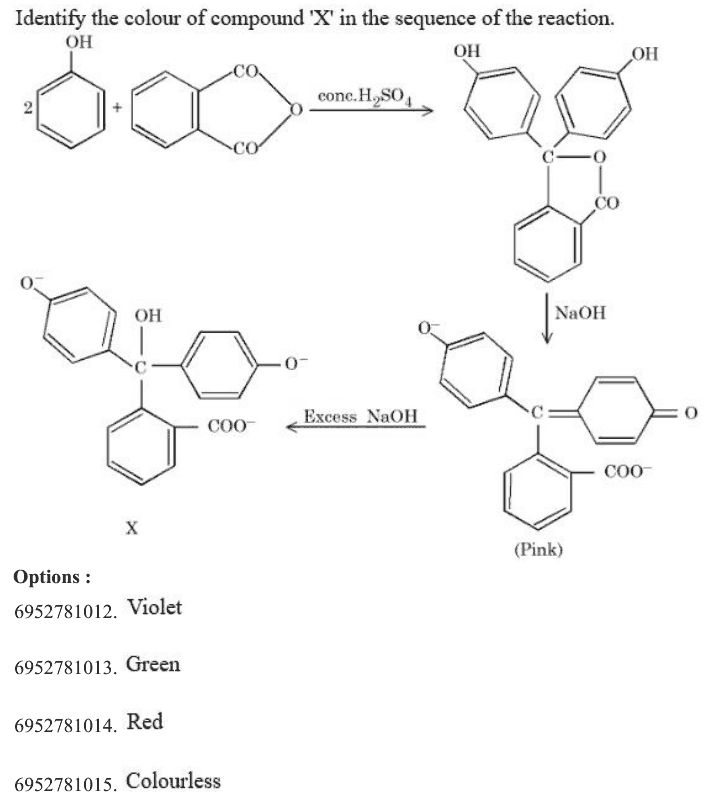 Identify the colour of compound 'X' in the sequence of the reaction.
OH
2
+
CO
O
CO
conc.H₂SO₄
OH
OH
C
O
CO
NaOH
O⁻
OH
C
O⁻
COO⁻
X
Excess NaOH
O⁻
C
O
COO⁻
(Pink)
Options :
6952781012. Violet
6952781013. Green
6952781014. Red
6952781015. Colourless